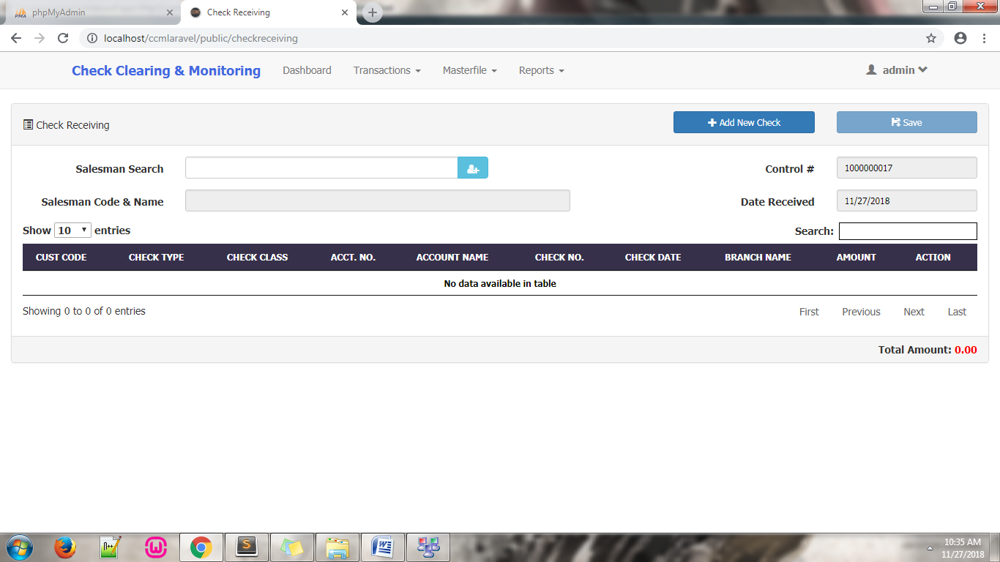 phpMyAdmin
Check Receiving
localhost/ccmlaravel/public/checkreceiving
Check Clearing & Monitoring Dashboard Transactions Masterfile Reports admin
Check Receiving Add New Check Save
Salesman Search Control # 1000000017
Salesman Code & Name Date Received 11/27/2018
Show 10 entries Search:
CUST CODE CHECK TYPE CHECK CLASS ACCT. NO. ACCOUNT NAME CHECK NO. CHECK DATE BRANCH NAME AMOUNT ACTION
No data available in table
Showing 0 to 0 of 0 entries First Previous Next Last
Total Amount: 0.00
10:35 AM
11/27/2018